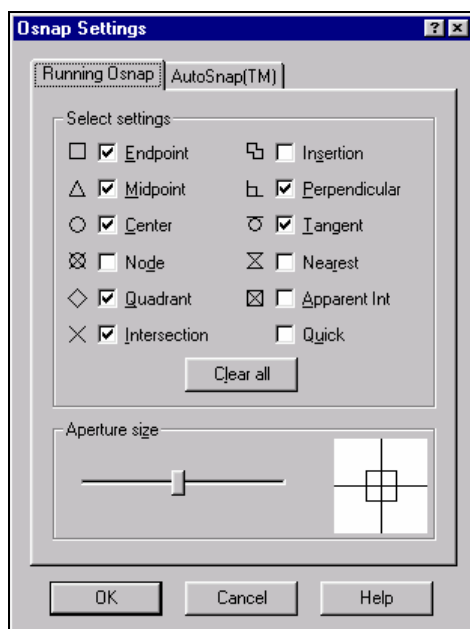 Osnap Settings
Running Osnap AutoSnap(TM)
Select settings
Endpoint Insertion
Midpoint Perpendicular
Center Tangent
Node Nearest
Quadrant Apparent Int
Intersection Quick
Clear all
Aperture size
OK Cancel Help